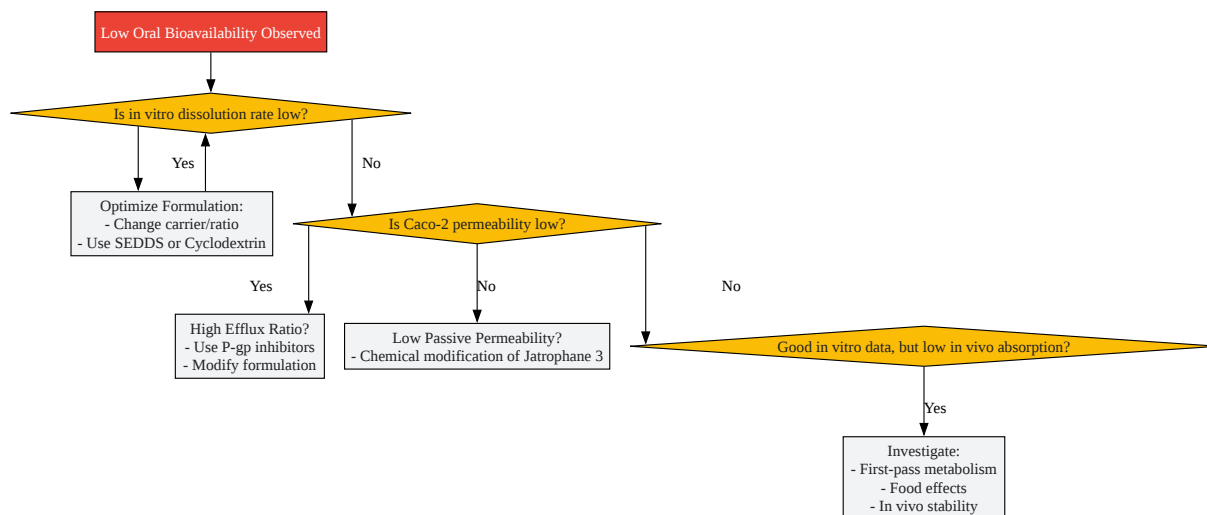 Low Oral Bioavailability Observed
Is in vitro dissolution rate low?
Yes
No
Optimize Formulation:
- Change carrier/ratio
- Use SEDDS or Cyclodextrin
Is Caco-2 permeability low?
Yes
No
No
High Efflux Ratio?
- Use P-gp inhibitors
- Modify formulation
Low Passive Permeability?
- Chemical modification of Jatrophane 3
Good in vitro data, but low in vivo absorption?
Yes
Investigate:
- First-pass metabolism
- Food effects
- In vivo stability